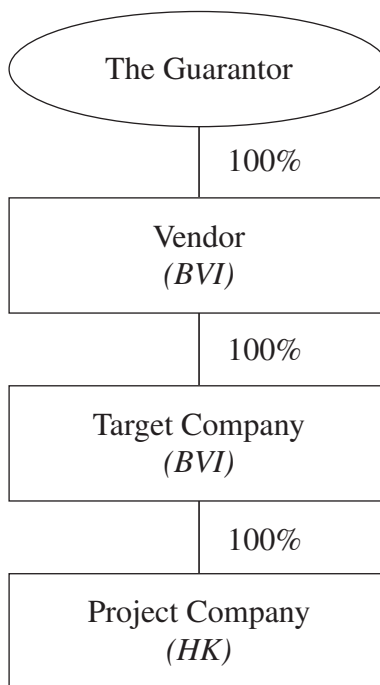 The Guarantor
100%
Vendor
(BVI)
100%
Target Company
(BVI)
100%
Project Company
(HK)